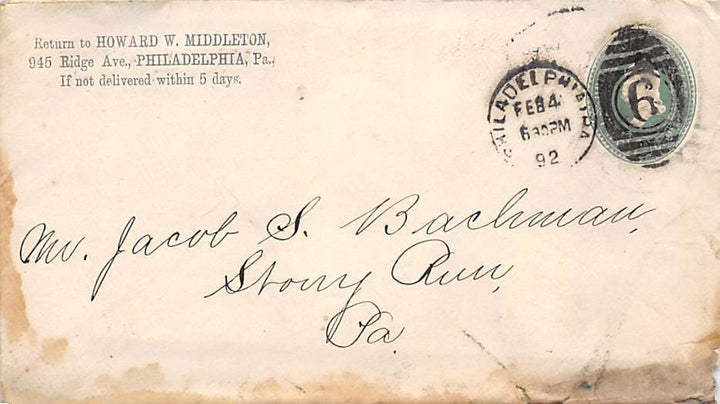 Return to HOWARD W. MIDDLETON,
945 Ridge Ave., PHILADELPHIA, Pa.,
If not delivered within 5 days.
PHILADELPHIA, PA
FEB 4
6 30 PM
92
6
Mr. Jacob S. Bachman,
Stony Run,
Pa.